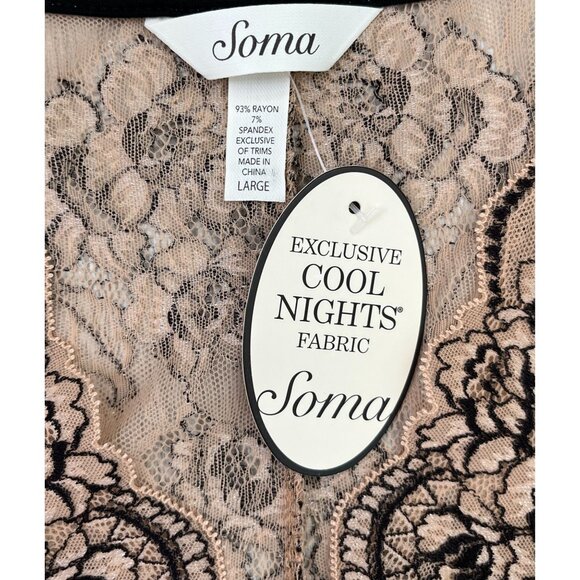 Soma
93% RAYON
7%
SPANDEX
EXCLUSIVE
OF TRIMS
MADE IN
CHINA
LARGE
EXCLUSIVE
COOL
NIGHTS®
FABRIC
Soma